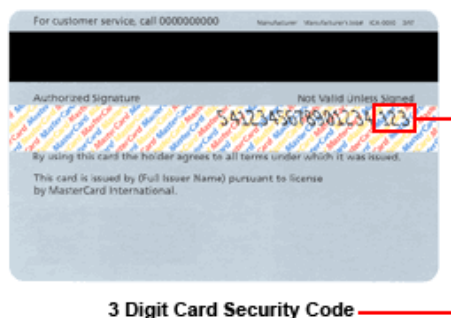 For customer service, call 0000000000
Authorized Signature Not Valid Unless Signed
5412345678901234 123
By using this card the holder agrees to all terms under which it was issued.
This card is issued by (Full Issuer Name) pursuant to license
by MasterCard International.
3 Digit Card Security Code